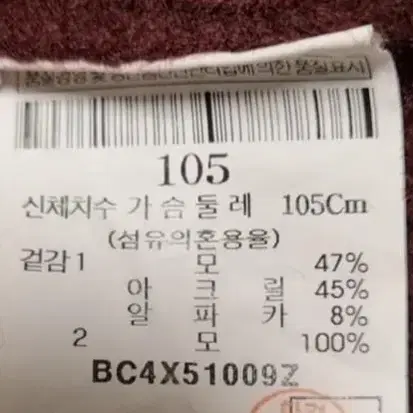 105
신체치수 가 슴 둘 레 105Cm
(섬유의혼용율)
겉감1 모 47%
아 크 릴 45%
알 파 카 8%
2 모 100%
BC4X51009Z